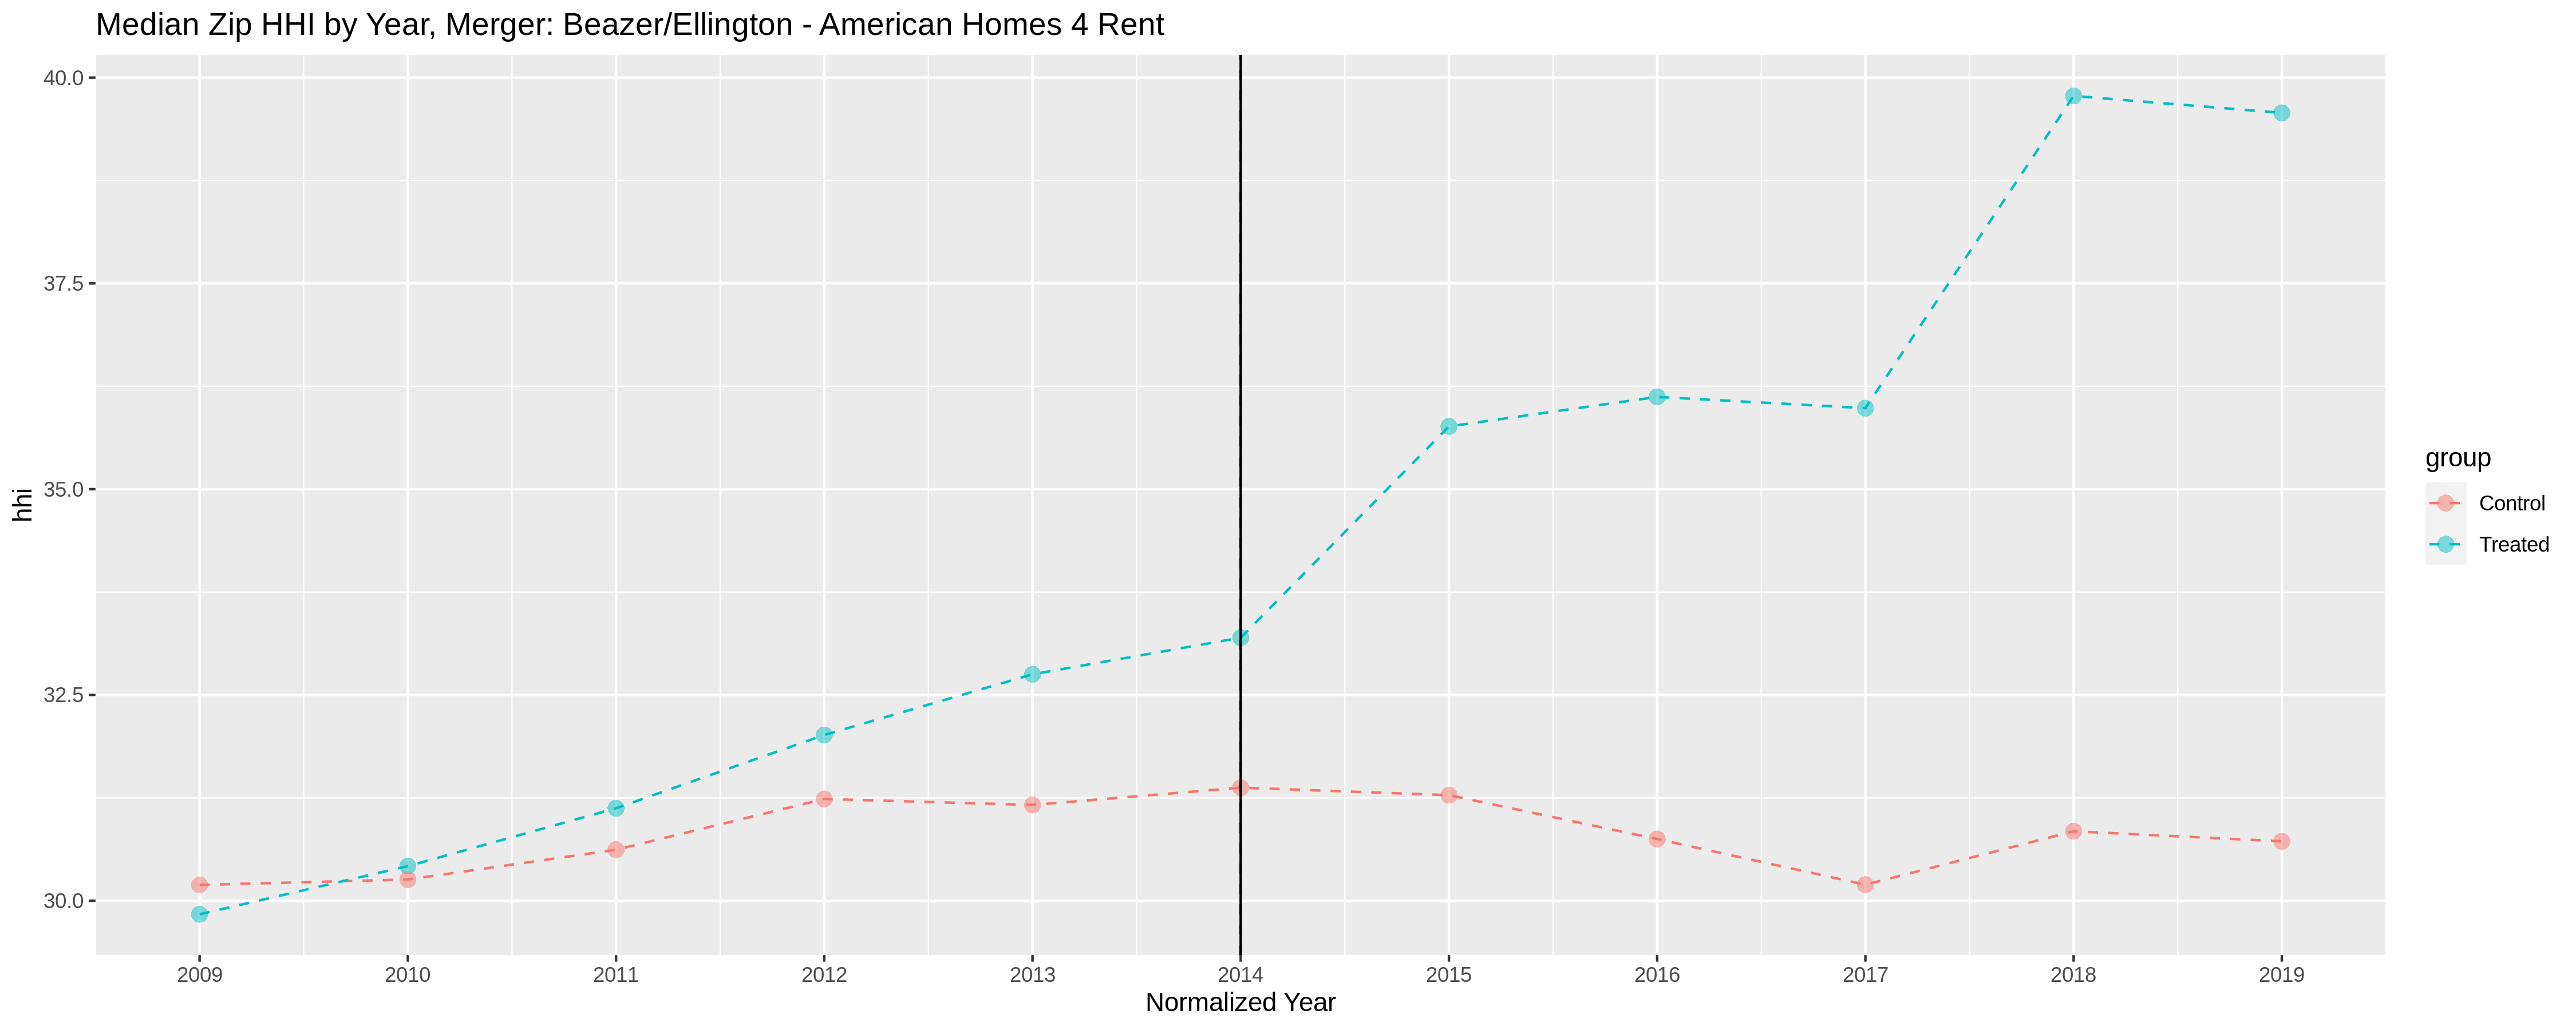 Median Zip HHI by Year, Merger: Beazer/Ellington - American Homes 4 Rent
40.0
37.5
35.0
32.5
30.0
hhi
2009 2010 2011 2012 2013 2014 2015 2016 2017 2018 2019
Normalized Year
group
Control
Treated